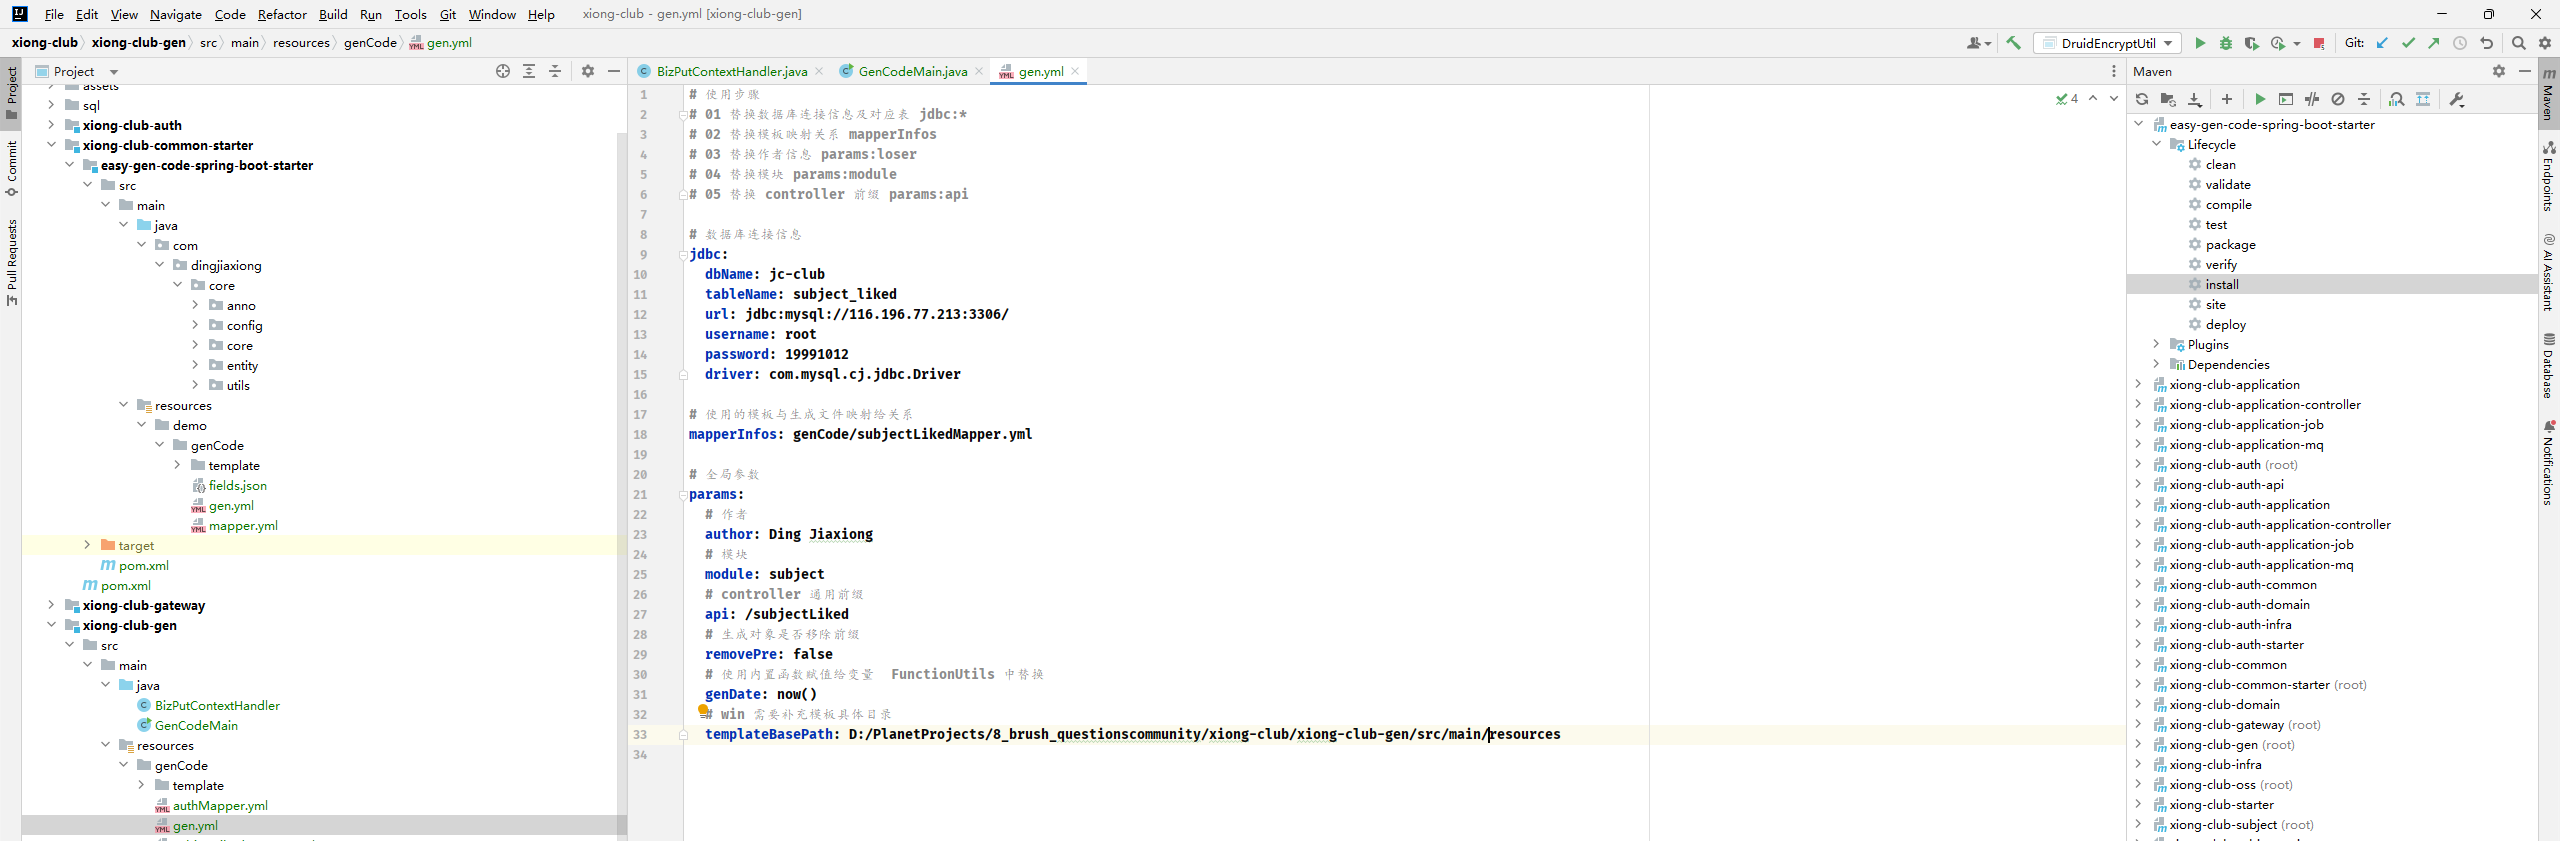 File Edit View Navigate Code Refactor Build Run Tools Git Window Help xiong-club - gen.yml [xiong-club-gen]
xiong-club xiong-club-gen src main resources genCode gen.yml
DruidEncryptUtil Git:
Project
Commit
Pull Requests
Project
assets
sql
xiong-club-auth
xiong-club-common-starter
easy-gen-code-spring-boot-starter
src
main
java
com
dingjiaxiong
core
anno
config
core
entity
utils
resources
demo
genCode
template
fields.json
gen.yml
mapper.yml
target
pom.xml
pom.xml
xiong-club-gateway
xiong-club-gen
src
main
java
BizPutContextHandler
GenCodeMain
resources
genCode
template
authMapper.yml
gen.yml
BizPutContextHandler.java GenCodeMain.java gen.yml
4
1 # 使用步骤
2 # 01 替换数据库连接信息及对应表 jdbc:*
3 # 02 替换模板映射关系 mapperInfos
4 # 03 替换作者信息 params:loser
5 # 04 替换模块 params:module
6 # 05 替换 controller 前缀 params:api
7
8 # 数据库连接信息
9 jdbc:
10 dbName: jc-club
11 tableName: subject_liked
12 url: jdbc:mysql://116.196.77.213:3306/
13 username: root
14 password: 19991012
15 driver: com.mysql.cj.jdbc.Driver
16
17 # 使用的模板与生成文件映射给关系
18 mapperInfos: genCode/subjectLikedMapper.yml
19
20 # 全局参数
21 params:
22 # 作者
23 author: Ding Jiaxiong
24 # 模块
25 module: subject
26 # controller 通用前缀
27 api: /subjectLiked
28 # 生成对象是否移除前缀
29 removePre: false
30 # 使用内置函数赋值给变量 FunctionUtils 中替换
31 genDate: now()
32 # win 需要补充模板具体目录
33 templateBasePath: D:/PlanetProjects/8_brush_questionscommunity/xiong-club/xiong-club-gen/src/main/resources
34
Maven
easy-gen-code-spring-boot-starter
Lifecycle
clean
validate
compile
test
package
verify
install
site
deploy
Plugins
Dependencies
xiong-club-application
xiong-club-application-controller
xiong-club-application-job
xiong-club-application-mq
xiong-club-auth (root)
xiong-club-auth-api
xiong-club-auth-application
xiong-club-auth-application-controller
xiong-club-auth-application-job
xiong-club-auth-application-mq
xiong-club-auth-common
xiong-club-auth-domain
xiong-club-auth-infra
xiong-club-auth-starter
xiong-club-common
xiong-club-common-starter (root)
xiong-club-domain
xiong-club-gateway (root)
xiong-club-gen (root)
xiong-club-infra
xiong-club-oss (root)
xiong-club-starter
xiong-club-subject (root)
Maven
Endpoints
AI Assistant
Database
Notifications